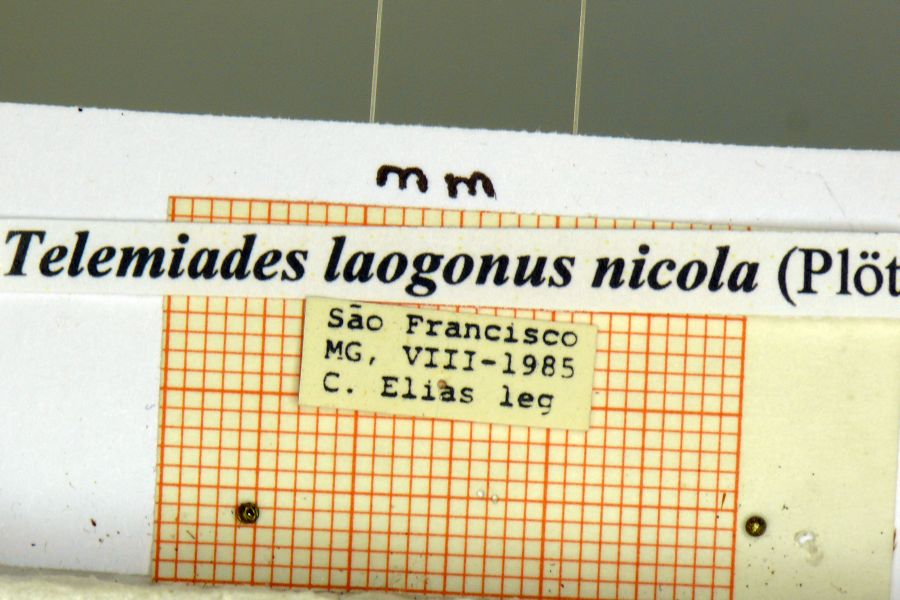 mm
Telemiades laogonus nicola (Plöt
São Francisco
MG, VIII-1985
C. Elias leg